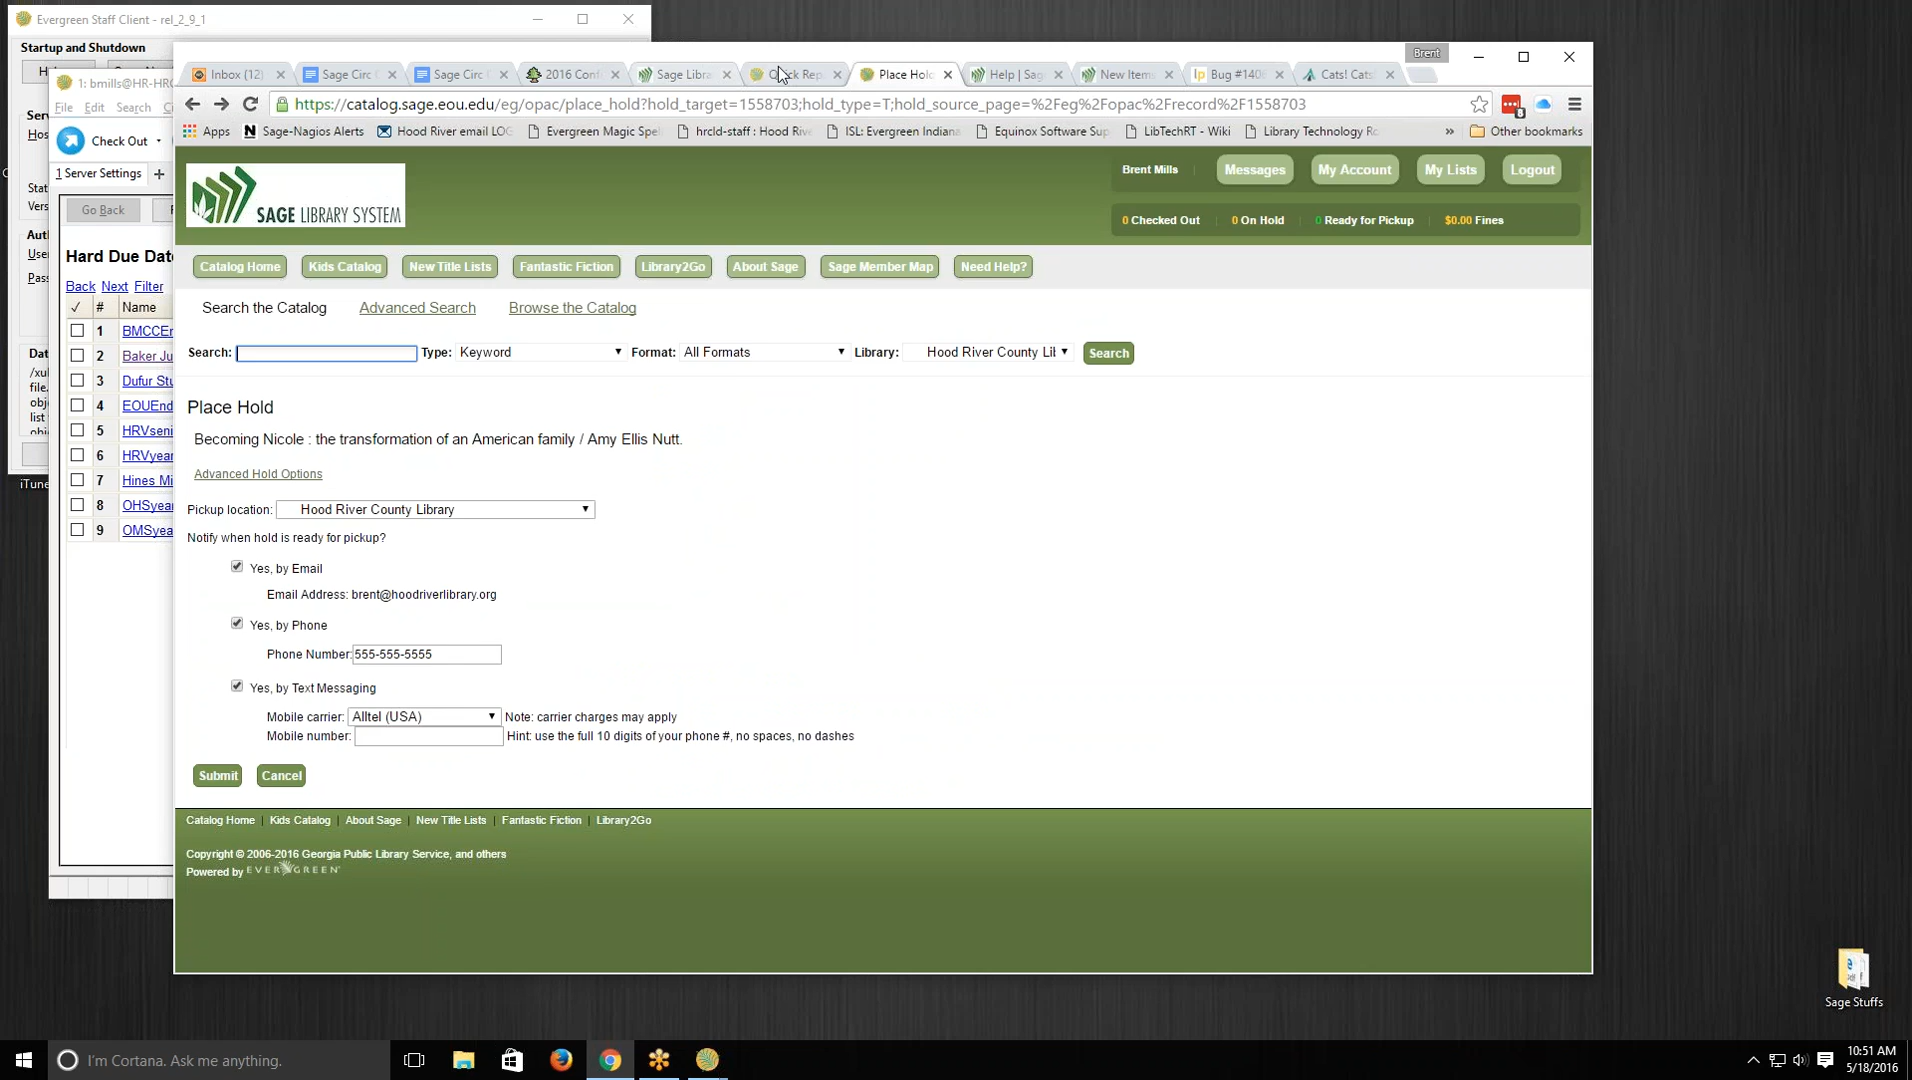 Evergreen Staff Client - rel_2_9_1
Startup and Shutdown
1: bmills@HR-HRC
File Edit Search
Check Out
1 Server Settings
Go Back
Hard Due Dat
Back Next Filter
# Name
1 BMCCEn
2 Baker Ju
3 Dufur Stu
4 EOUEnd
5 HRVseni
6 HRVyear
7 Hines Mi
8 OHSyear
9 OMSyea
iTune
Brent
Inbox (12)
Sage Circ
Sage Circ
2016 Conf
Sage Libra
Quick Rep
Place Hold
Help | Sag
New Items
Bug #1408
Cats! Cats
https://catalog.sage.eou.edu/eg/opac/place_hold?hold_target=1558703;hold_type=T;hold_source_page=%2Feg%2Fopac%2Frecord%2F1558703
Apps Sage-Nagios Alerts Hood River email LOG Evergreen Magic Spel hrcld-staff : Hood Rive ISL: Evergreen Indiana Equinox Software Sup LibTechRT - Wiki Library Technology Ro » Other bookmarks
SAGE LIBRARY SYSTEM
Brent Mills Messages My Account My Lists Logout
0 Checked Out 0 On Hold 0 Ready for Pickup $0.00 Fines
Catalog Home Kids Catalog New Title Lists Fantastic Fiction Library2Go About Sage Sage Member Map Need Help?
Search the Catalog Advanced Search Browse the Catalog
Search: Type: Keyword Format: All Formats Library: Hood River County Lib Search
Place Hold
Becoming Nicole : the transformation of an American family / Amy Ellis Nutt.
Advanced Hold Options
Pickup location: Hood River County Library
Notify when hold is ready for pickup?
Yes, by Email
Email Address: brent@hoodriverlibrary.org
Yes, by Phone
Phone Number: 555-555-5555
Yes, by Text Messaging
Mobile carrier: Alltel (USA) Note: carrier charges may apply
Mobile number: Hint: use the full 10 digits of your phone #, no spaces, no dashes
Submit Cancel
Catalog Home | Kids Catalog | About Sage | New Title Lists | Fantastic Fiction | Library2Go
Copyright © 2006-2016 Georgia Public Library Service, and others
Powered by EVERGREEN
Sage Stuffs
I'm Cortana. Ask me anything.
10:51 AM
5/18/2016